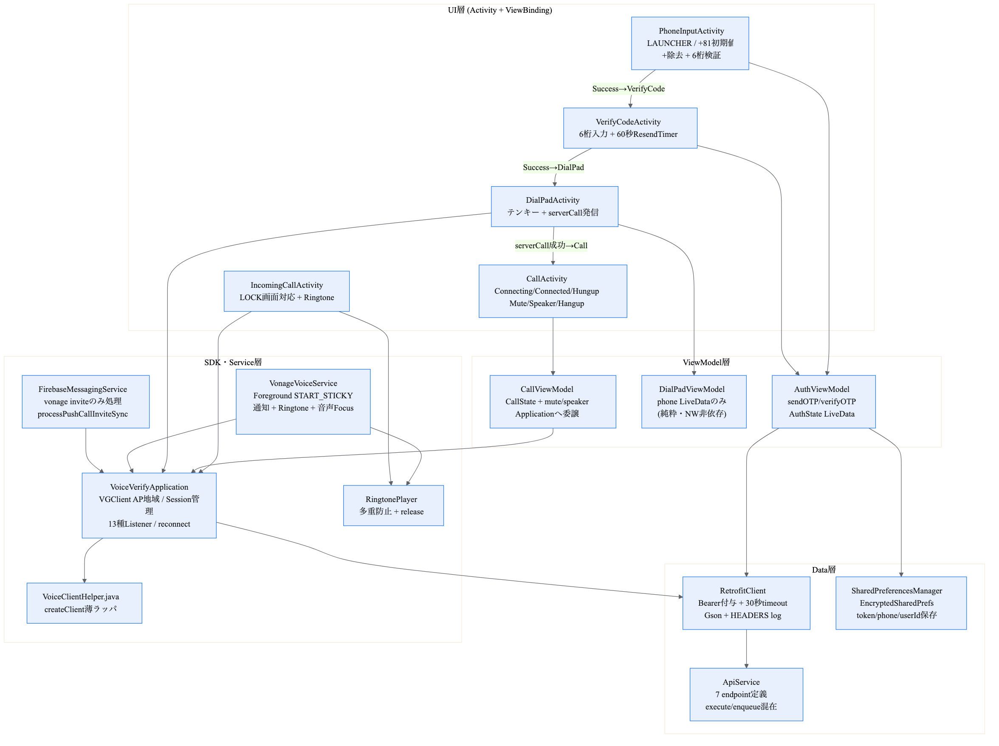 UI層 (Activity + ViewBinding)
PhoneInputActivity
LAUNCHER / +81初期値
+除去 + 6桁検証
Success→VerifyCode
VerifyCodeActivity
6桁入力 + 60秒ResendTimer
Success→DialPad
DialPadActivity
テンキー + serverCall発信
serverCall成功→Call
IncomingCallActivity
LOCK画面対応 + Ringtone
CallActivity
Connecting/Connected/Hungup
Mute/Speaker/Hangup
SDK・Service層
FirebaseMessagingService
vonage inviteのみ処理
processPushCallInviteSync
VonageVoiceService
Foreground START_STICKY
通知 + Ringtone + 音声Focus
VoiceVerifyApplication
VGClient AP地域 / Session管
理
13種Listener / reconnect
RingtonePlayer
多重防止 + release
VoiceClientHelper.java
createClient薄ラッパ
ViewModel層
CallViewModel
CallState + mute/speaker
Applicationへ委譲
DialPadViewModel
phone LiveDataのみ
(純粋・NW非依存)
AuthViewModel
sendOTP/verifyOTP
AuthState LiveData
Data層
RetrofitClient
Bearer付与 + 30秒timeout
Gson + HEADERS log
SharedPreferencesManager
EncryptedSharedPrefs
token/phone/userId保存
ApiService
7 endpoint定義
execute/enqueue混在